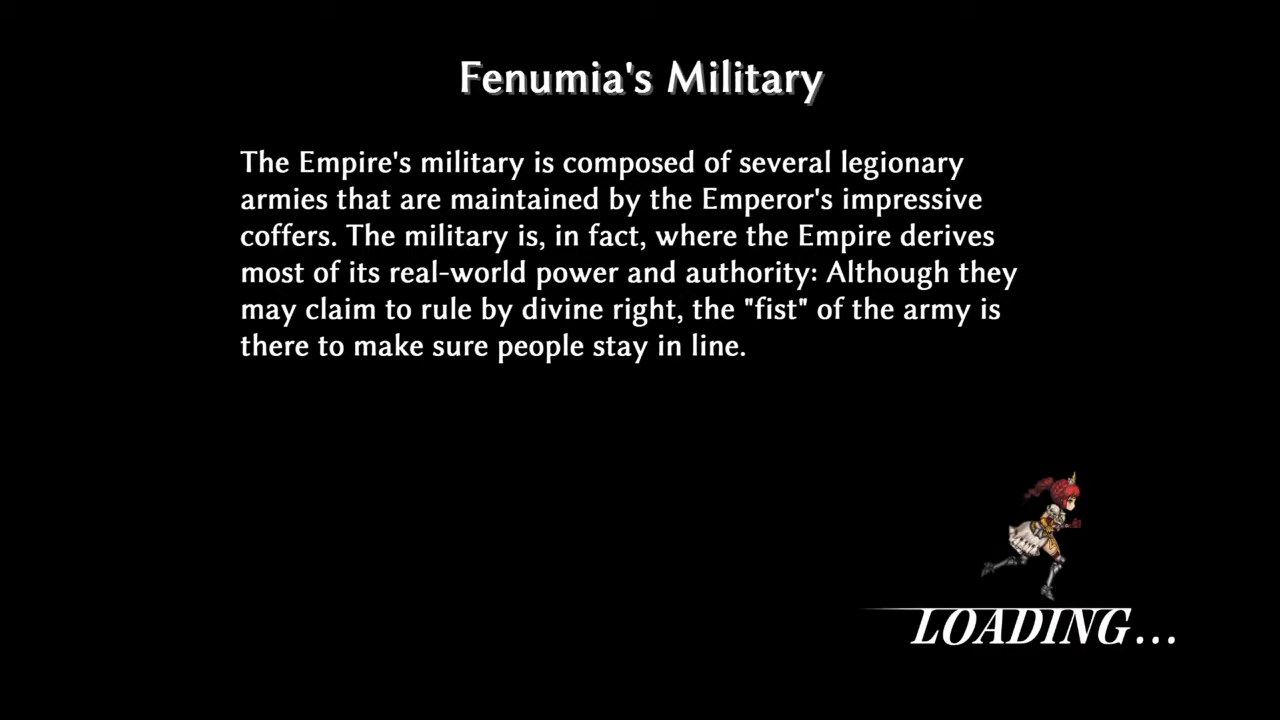 Fenumia's Military
The Empire's military is composed of several legionary
armies that are maintained by the Emperor's impressive
coffers. The military is, in fact, where the Empire derives
most of its real-world power and authority: Although they
may claim to rule by divine right, the "fist" of the army is
there to make sure people stay in line.
LOADING...